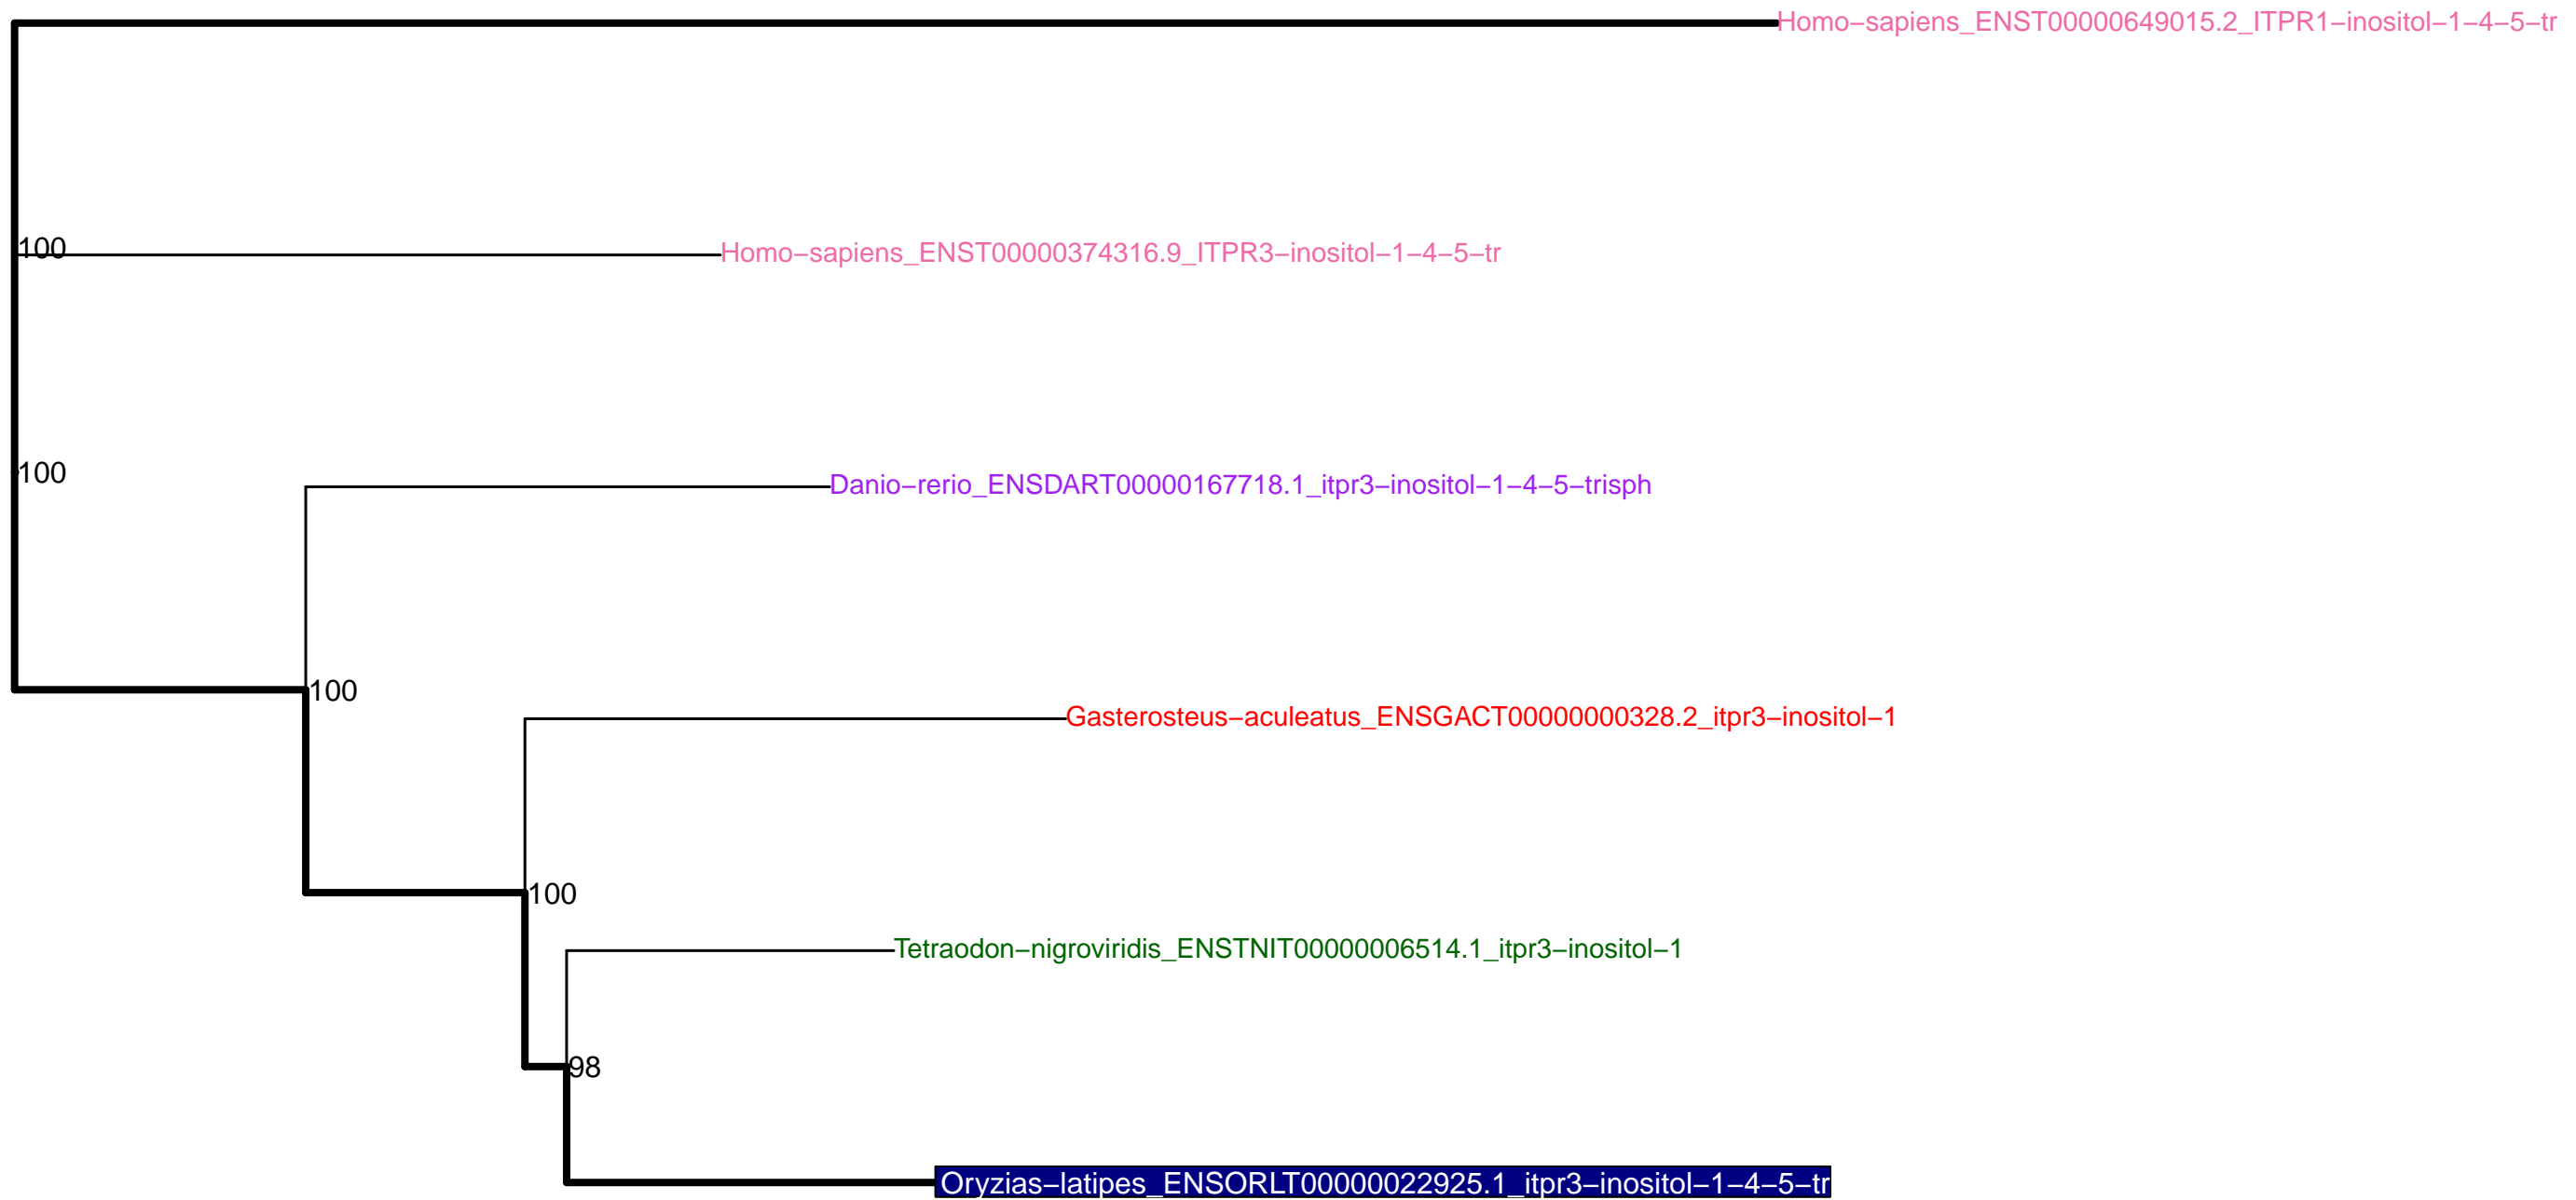 Homo−sapiens_ENST00000649015.2_ITPR1−inositol−1−4−5−tr
100
Homo−sapiens_ENST00000374316.9_ITPR3−inositol−1−4−5−tr
100
Danio−rerio_ENSDART00000167718.1_itpr3−inositol−1−4−5−trisph
100
Gasterosteus−aculeatus_ENSGACT00000000328.2_itpr3−inositol−1
100
Tetraodon−nigroviridis_ENSTNIT00000006514.1_itpr3−inositol−1
98
Oryzias−latipes_ENSORLT00000022925.1_itpr3−inositol−1−4−5−tr